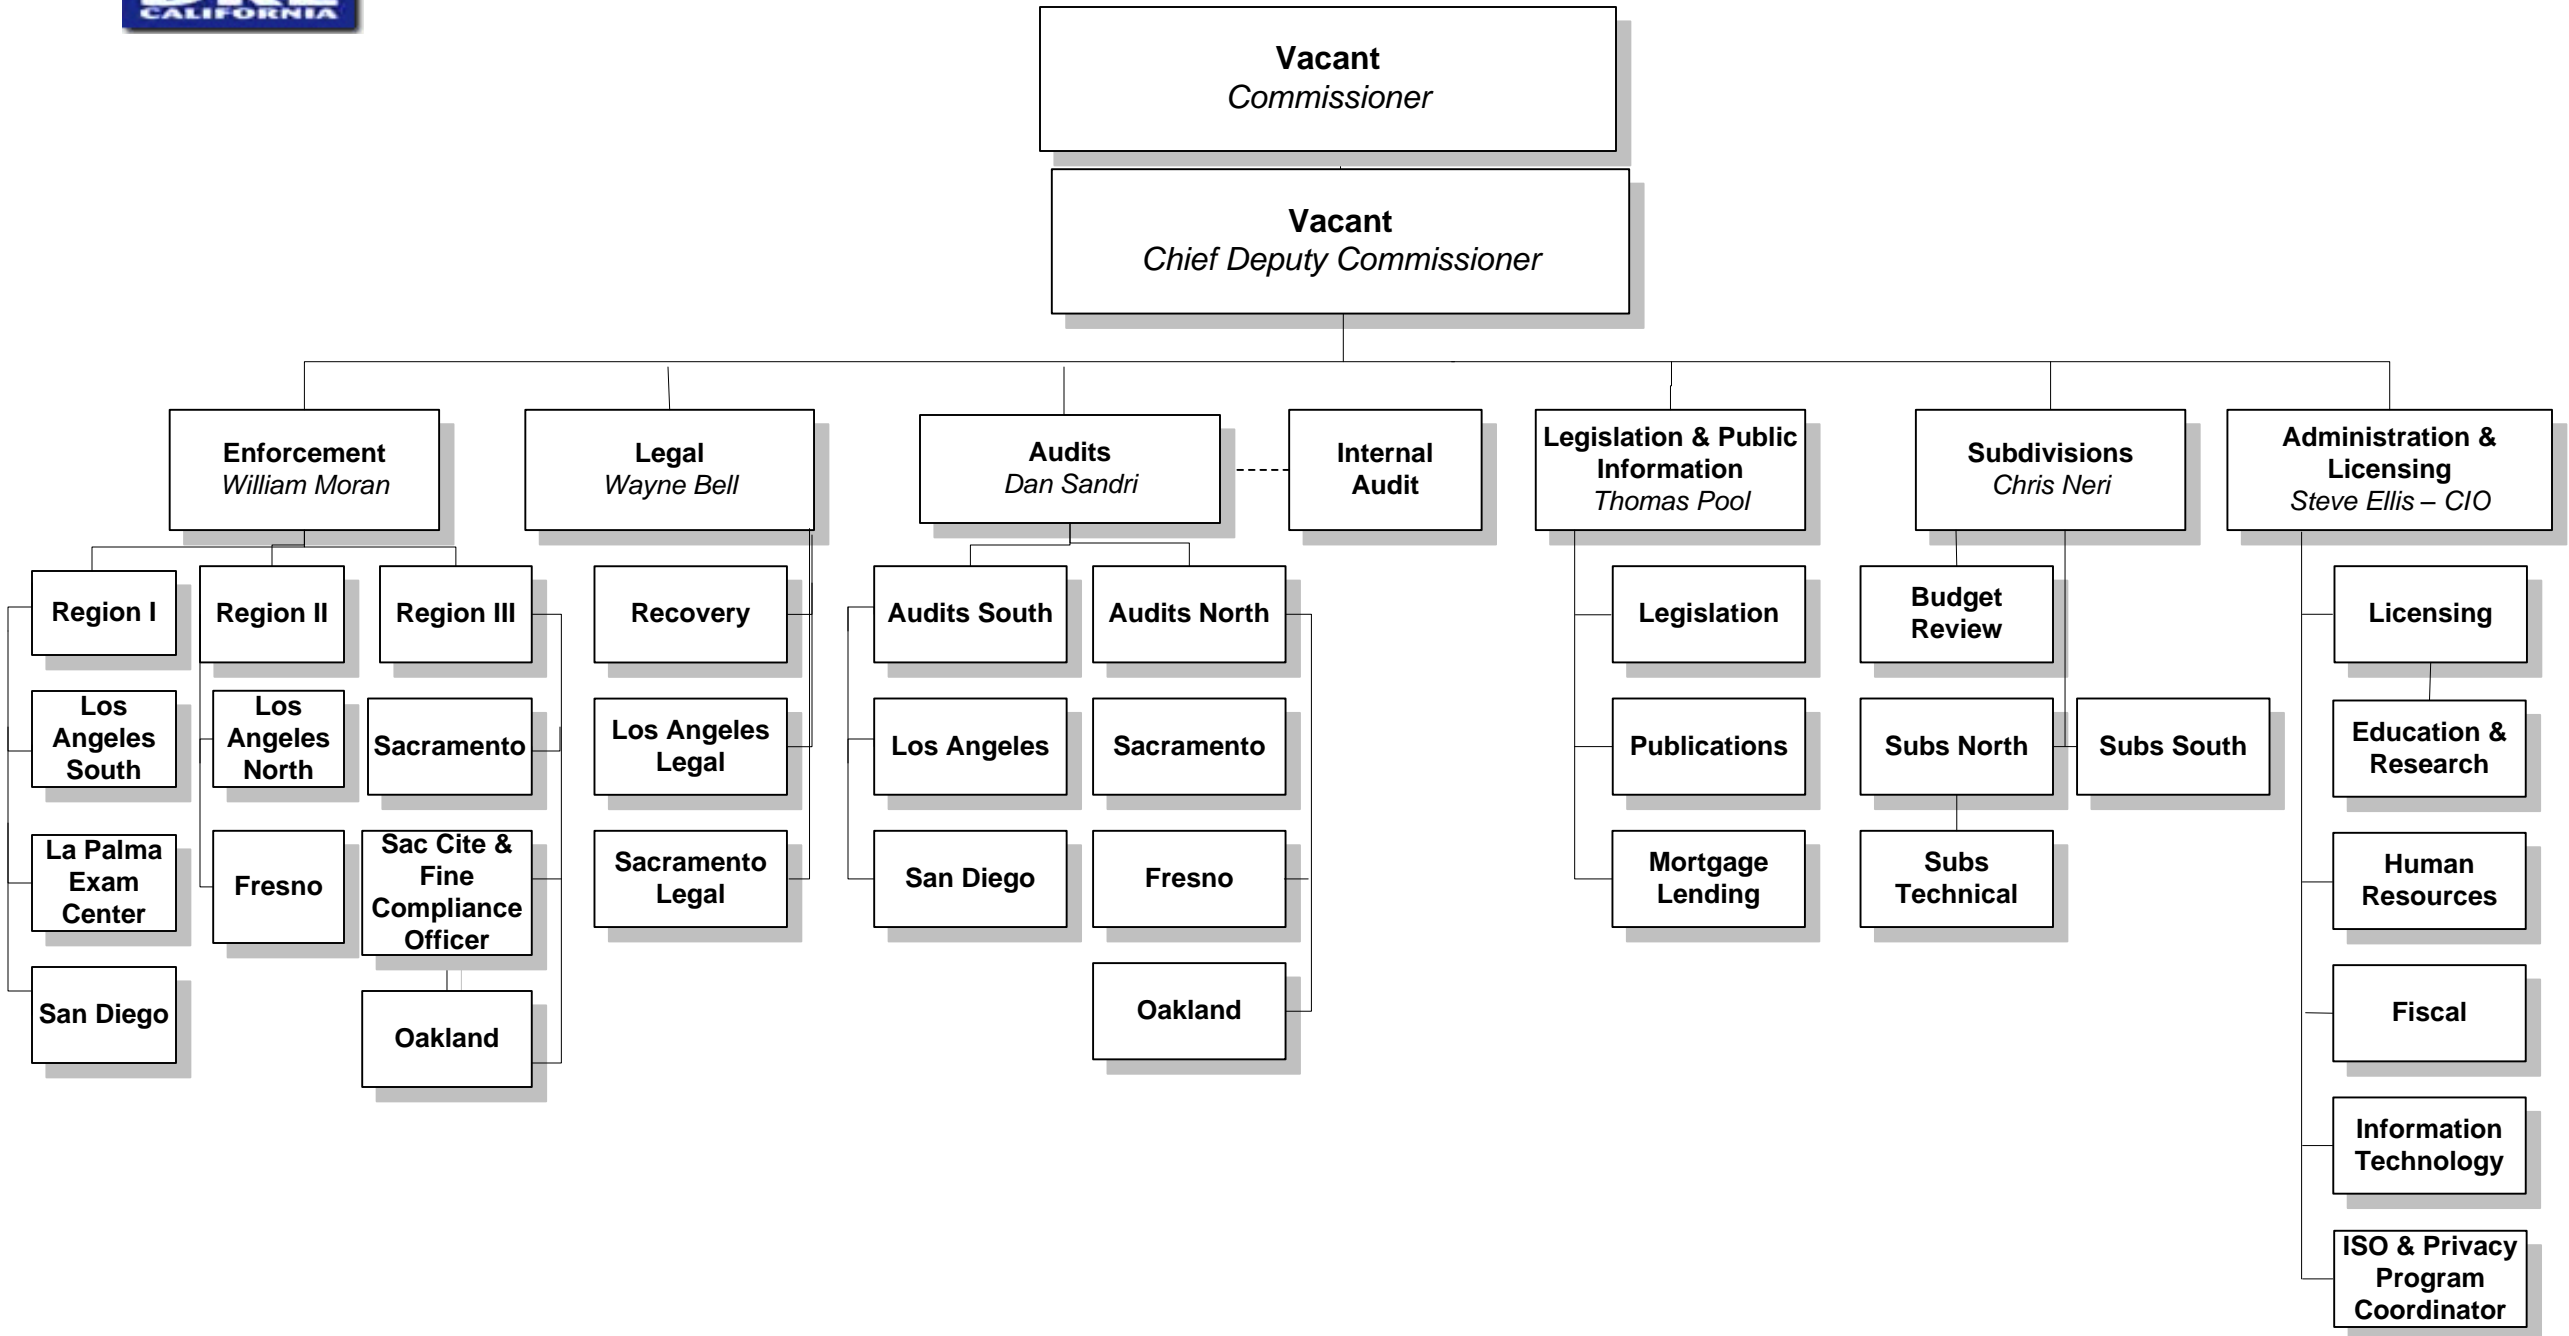 CALIFORNIA
Vacant
Commissioner
Vacant
Chief Deputy Commissioner
Enforcement
William Moran
Legal
Wayne Bell
Audits
Dan Sandri
Internal
Audit
Legislation & Public
Information
Thomas Pool
Subdivisions
Chris Neri
Administration &
Licensing
Steve Ellis – CIO
Region I
Region II
Region III
Recovery
Audits South
Audits North
Legislation
Budget
Review
Licensing
Los
Angeles
South
Los
Angeles
North
Sacramento
Los Angeles
Legal
Los Angeles
Sacramento
Publications
Subs North
Subs South
Education &
Research
La Palma
Exam
Center
Fresno
Sac Cite &
Fine
Compliance
Officer
Sacramento
Legal
San Diego
Fresno
Mortgage
Lending
Subs
Technical
Human
Resources
San Diego
Oakland
Oakland
Fiscal
Information
Technology
ISO & Privacy
Program
Coordinator